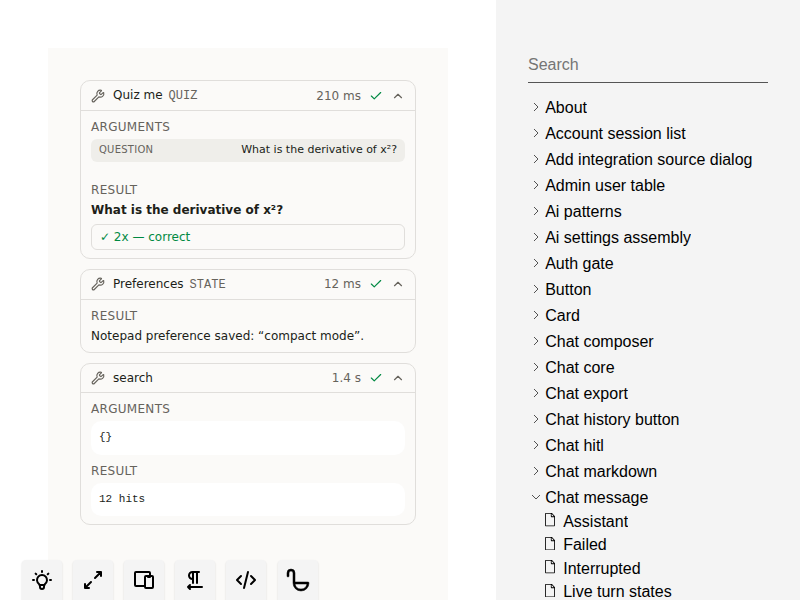 Quiz me QUIZ 210 ms
ARGUMENTS
QUESTION What is the derivative of x²?
RESULT
What is the derivative of x²?
✓ 2x — correct
Preferences STATE 12 ms
RESULT
Notepad preference saved: “compact mode”.
search 1.4 s
ARGUMENTS
{}
RESULT
12 hits
Search
About
Account session list
Add integration source dialog
Admin user table
Ai patterns
Ai settings assembly
Auth gate
Button
Card
Chat composer
Chat core
Chat export
Chat history button
Chat hitl
Chat markdown
Chat message
Assistant
Failed
Interrupted
Live turn states